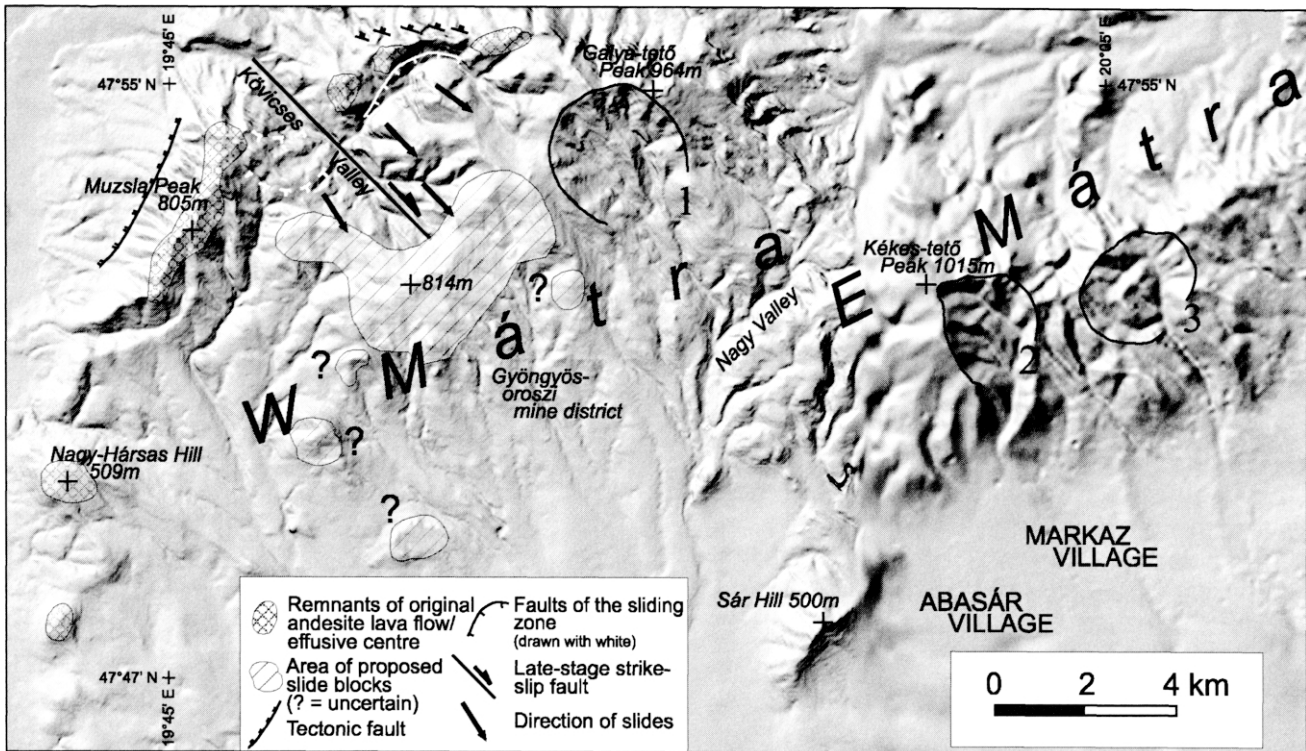 19°45' E
20°05' E
47°55' N
47°55' N
Galya-tető
Peak 964m
Kövicses
Valley
Muzsla Peak
805m
1
Kékes-tető
Peak 1015m
M á t r a
814m
?
E
3
2
Nagy Valley
W M á t r a
?
Gyöngyös-
oroszi
mine district
?
Nagy-Hársas Hill
509m
?
MARKAZ
VILLAGE
Sár Hill 500m
ABASÁR
VILLAGE
Remnants of original
andesite lava flow/
effusive centre
Area of proposed
slide blocks
(? = uncertain)
Tectonic fault
Faults of the sliding
zone
(drawn with white)
Late-stage strike-
slip fault
Direction of slides
47°47' N
19°45' E
0 2 4 km